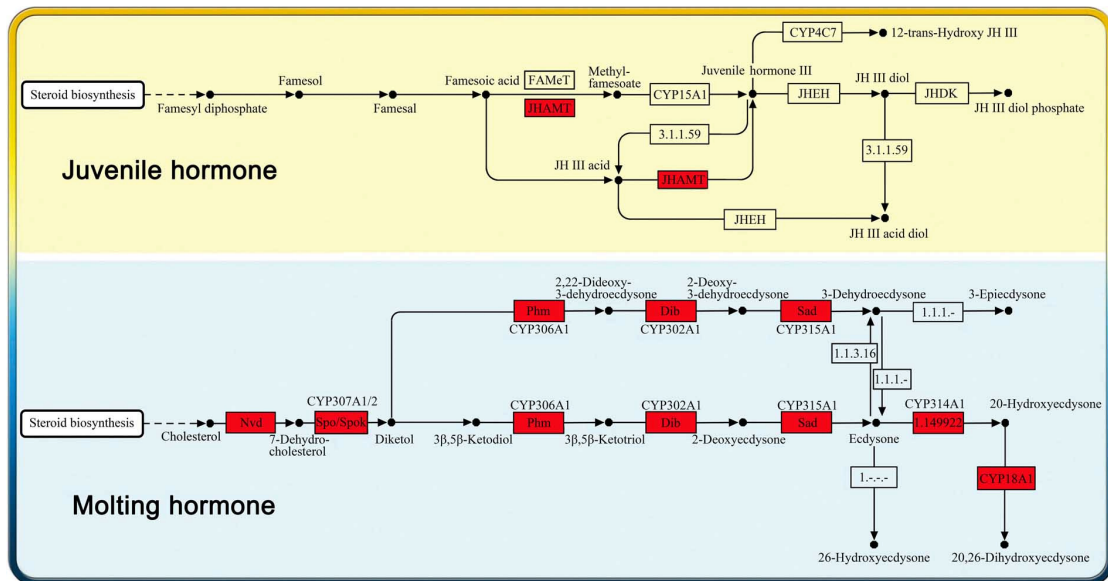 CYP4C7
12-trans-Hydroxy JH III
Famesol
Famesoic acid
FAMeT
Methyl-
famesoate
Juvenile hormone III
JH III diol
Steroid biosynthesis
Famesyl diphosphate
Famesal
JHAMT
CYP15A1
JHEH
JHDK
JH III diol phosphate
3.1.1.59
3.1.1.59
JH III acid
JHAMT
Juvenile hormone
JHEH
JH III acid diol
2,22-Dideoxy-
3-dehydroecdysone
2-Deoxy-
3-dehydroecdysone
3-Dehydroecdysone
3-Epiecdysone
Phm
CYP306A1
Dib
CYP302A1
Sad
CYP315A1
1.1.1.-
1.1.3.16
1.1.1.-
Steroid biosynthesis
Cholesterol
Nvd
7-Dehydro-
cholesterol
CYP307A1/2
Spo/Spok
Diketol
3β,5β-Ketodiol
CYP306A1
Phm
3β,5β-Ketotriol
CYP302A1
Dib
2-Deoxyecdysone
CYP315A1
Sad
Ecdysone
CYP314A1
L149922
20-Hydroxyecdysone
1.-.-.-
CYP18A1
Molting hormone
26-Hydroxyecdysone
20,26-Dihydroxyecdysone